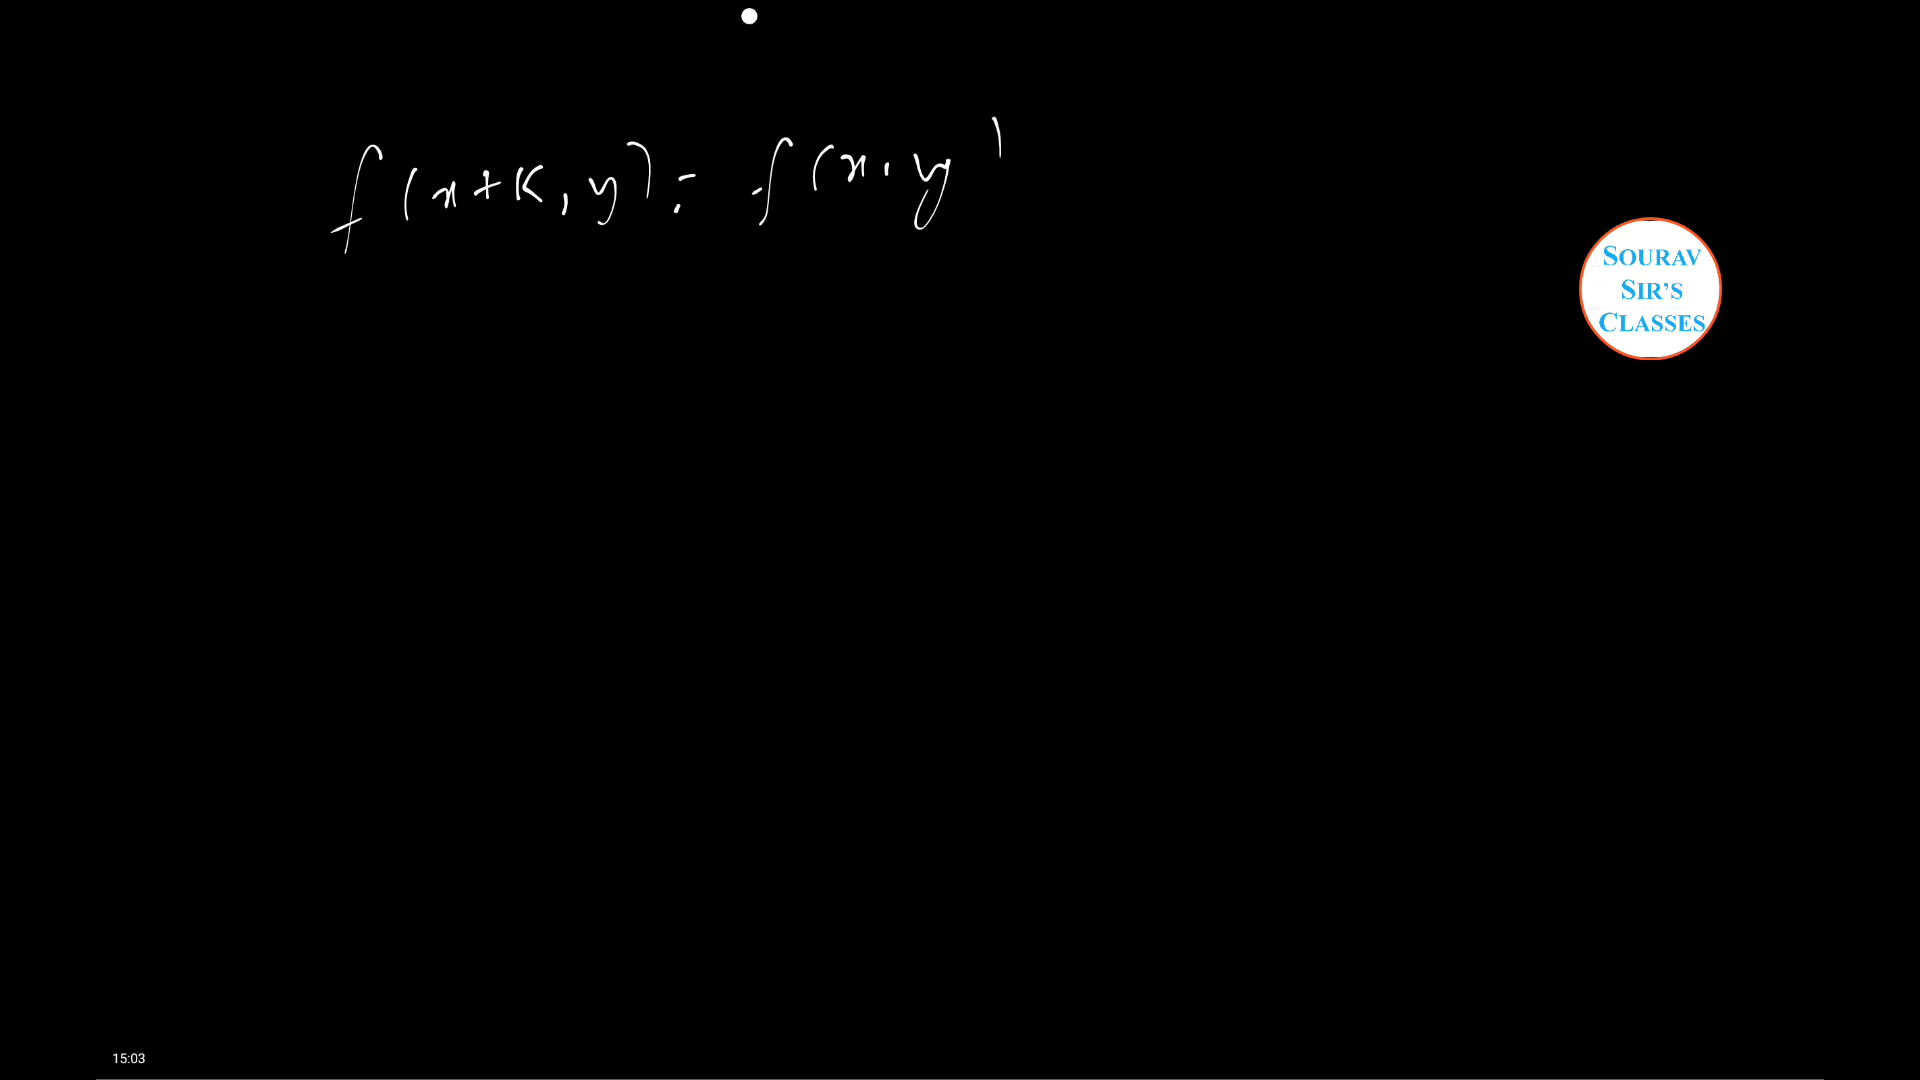 f(x+K, y) = f(x, y)
SOURAV
SIR'S
CLASSES
15:03